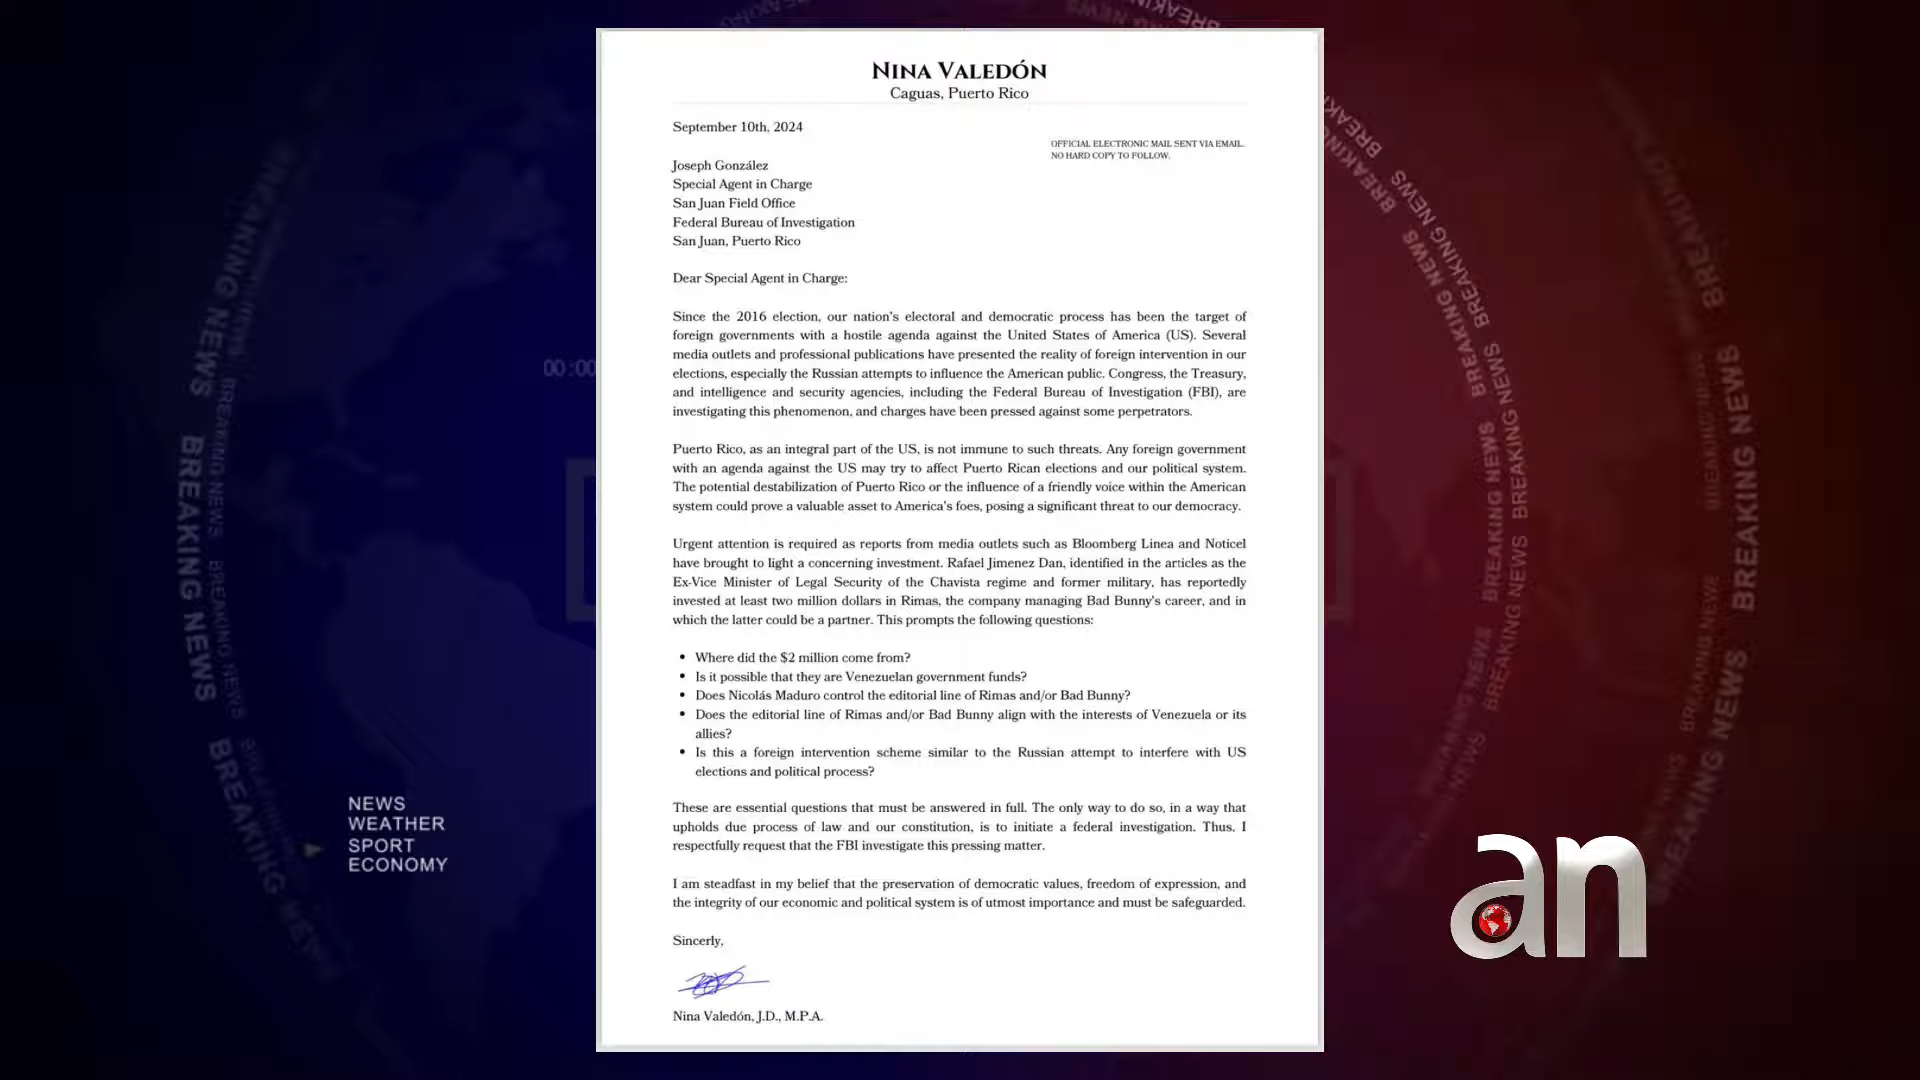 NINA VALEDÓN
Caguas, Puerto Rico
September 10th, 2024
OFFICIAL ELECTRONIC MAIL SENT VIA EMAIL.
NO HARD COPY TO FOLLOW.
Joseph González
Special Agent in Charge
San Juan Field Office
Federal Bureau of Investigation
San Juan, Puerto Rico
Dear Special Agent in Charge:
Since the 2016 election, our nation's electoral and democratic process has been the target of
foreign governments with a hostile agenda against the United States of America (US). Several
media outlets and professional publications have presented the reality of foreign intervention in our
elections, especially the Russian attempts to influence the American public. Congress, the Treasury,
and intelligence and security agencies, including the Federal Bureau of Investigation (FBI), are
investigating this phenomenon, and charges have been pressed against some perpetrators.
Puerto Rico, as an integral part of the US, is not immune to such threats. Any foreign government
with an agenda against the US may try to affect Puerto Rican elections and our political system.
The potential destabilization of Puerto Rico or the influence of a friendly voice within the American
system could prove a valuable asset to America's foes, posing a significant threat to our democracy.
Urgent attention is required as reports from media outlets such as Bloomberg Linea and Noticel
have brought to light a concerning investment. Rafael Jimenez Dan, identified in the articles as the
Ex-Vice Minister of Legal Security of the Chavista regime and former military, has reportedly
invested at least two million dollars in Rimas, the company managing Bad Bunny's career, and in
which the latter could be a partner. This prompts the following questions:
• Where did the $2 million come from?
• Is it possible that they are Venezuelan government funds?
• Does Nicolás Maduro control the editorial line of Rimas and/or Bad Bunny?
• Does the editorial line of Rimas and/or Bad Bunny align with the interests of Venezuela or its
allies?
• Is this a foreign intervention scheme similar to the Russian attempt to interfere with US
elections and political process?
These are essential questions that must be answered in full. The only way to do so, in a way that
upholds due process of law and our constitution, is to initiate a federal investigation. Thus, I
respectfully request that the FBI investigate this pressing matter.
I am steadfast in my belief that the preservation of democratic values, freedom of expression, and
the integrity of our economic and political system is of utmost importance and must be safeguarded.
Sincerely,
Nina Valedón, J.D., M.P.A.
00:00
NEWS
WEATHER
SPORT
ECONOMY
an
BREAKING NEWS
BREAKING NEWS
BREAKING NEWS
BREAKING NEWS
BREAKING NEWS
BREAKING NEWS
BREAKING NEWS